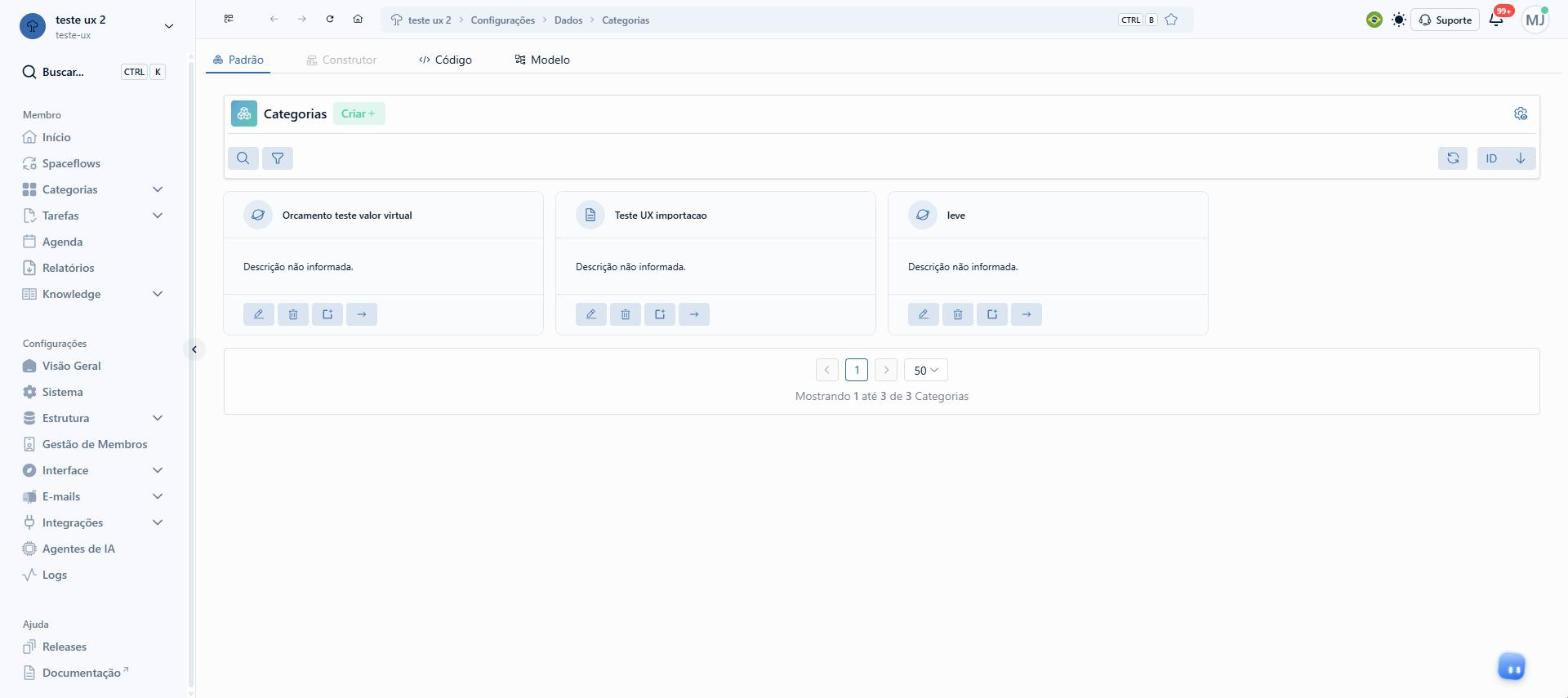 teste ux 2
teste-ux
Buscar...
CTRL K
Membro
Início
Spaceflows
Categorias
Tarefas
Agenda
Relatórios
Knowledge
Configurações
Visão Geral
Sistema
Estrutura
Gestão de Membros
Interface
E-mails
Integrações
Agentes de IA
Logs
Ajuda
Releases
Documentação
teste ux 2 > Configurações > Dados > Categorias
CTRL B
Suporte
99+
MJ
Padrão
Construtor
Código
Modelo
Categorias
Criar +
ID
Orcamento teste valor virtual
Descrição não informada.
Teste UX importacao
Descrição não informada.
leve
Descrição não informada.
1
50
Mostrando 1 até 3 de 3 Categorias